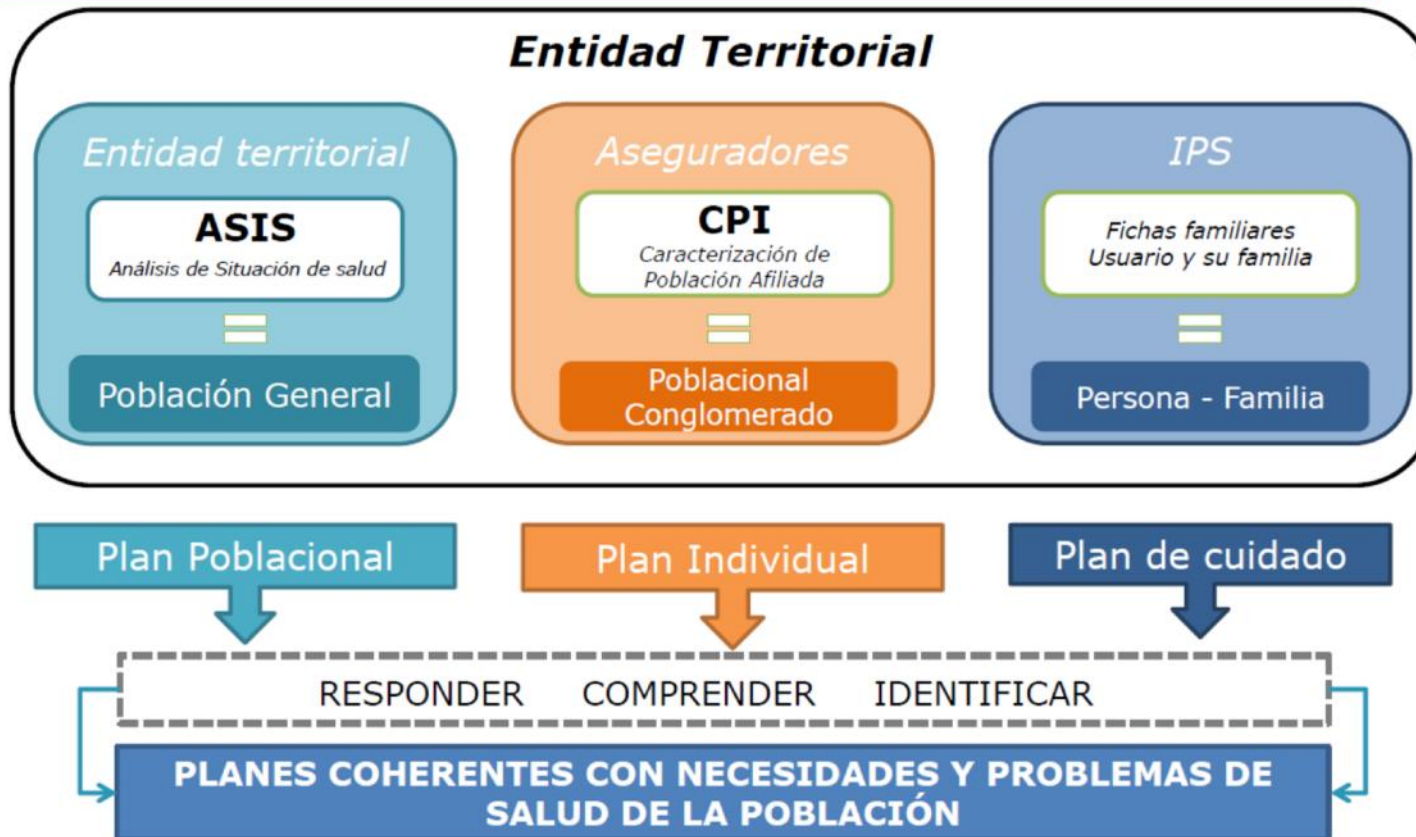 Entidad Territorial
Entidad territorial
ASIS
Análisis de Situación de salud
=
Población General
Aseguradores
CPI
Caracterización de
Población Afiliada
=
Poblacional
Conglomerado
IPS
Fichas familiares
Usuario y su familia
=
Persona - Familia
Plan Poblacional
Plan Individual
Plan de cuidado
RESPONDER COMPRENDER IDENTIFICAR
PLANES COHERENTES CON NECESIDADES Y PROBLEMAS DE
SALUD DE LA POBLACIÓN